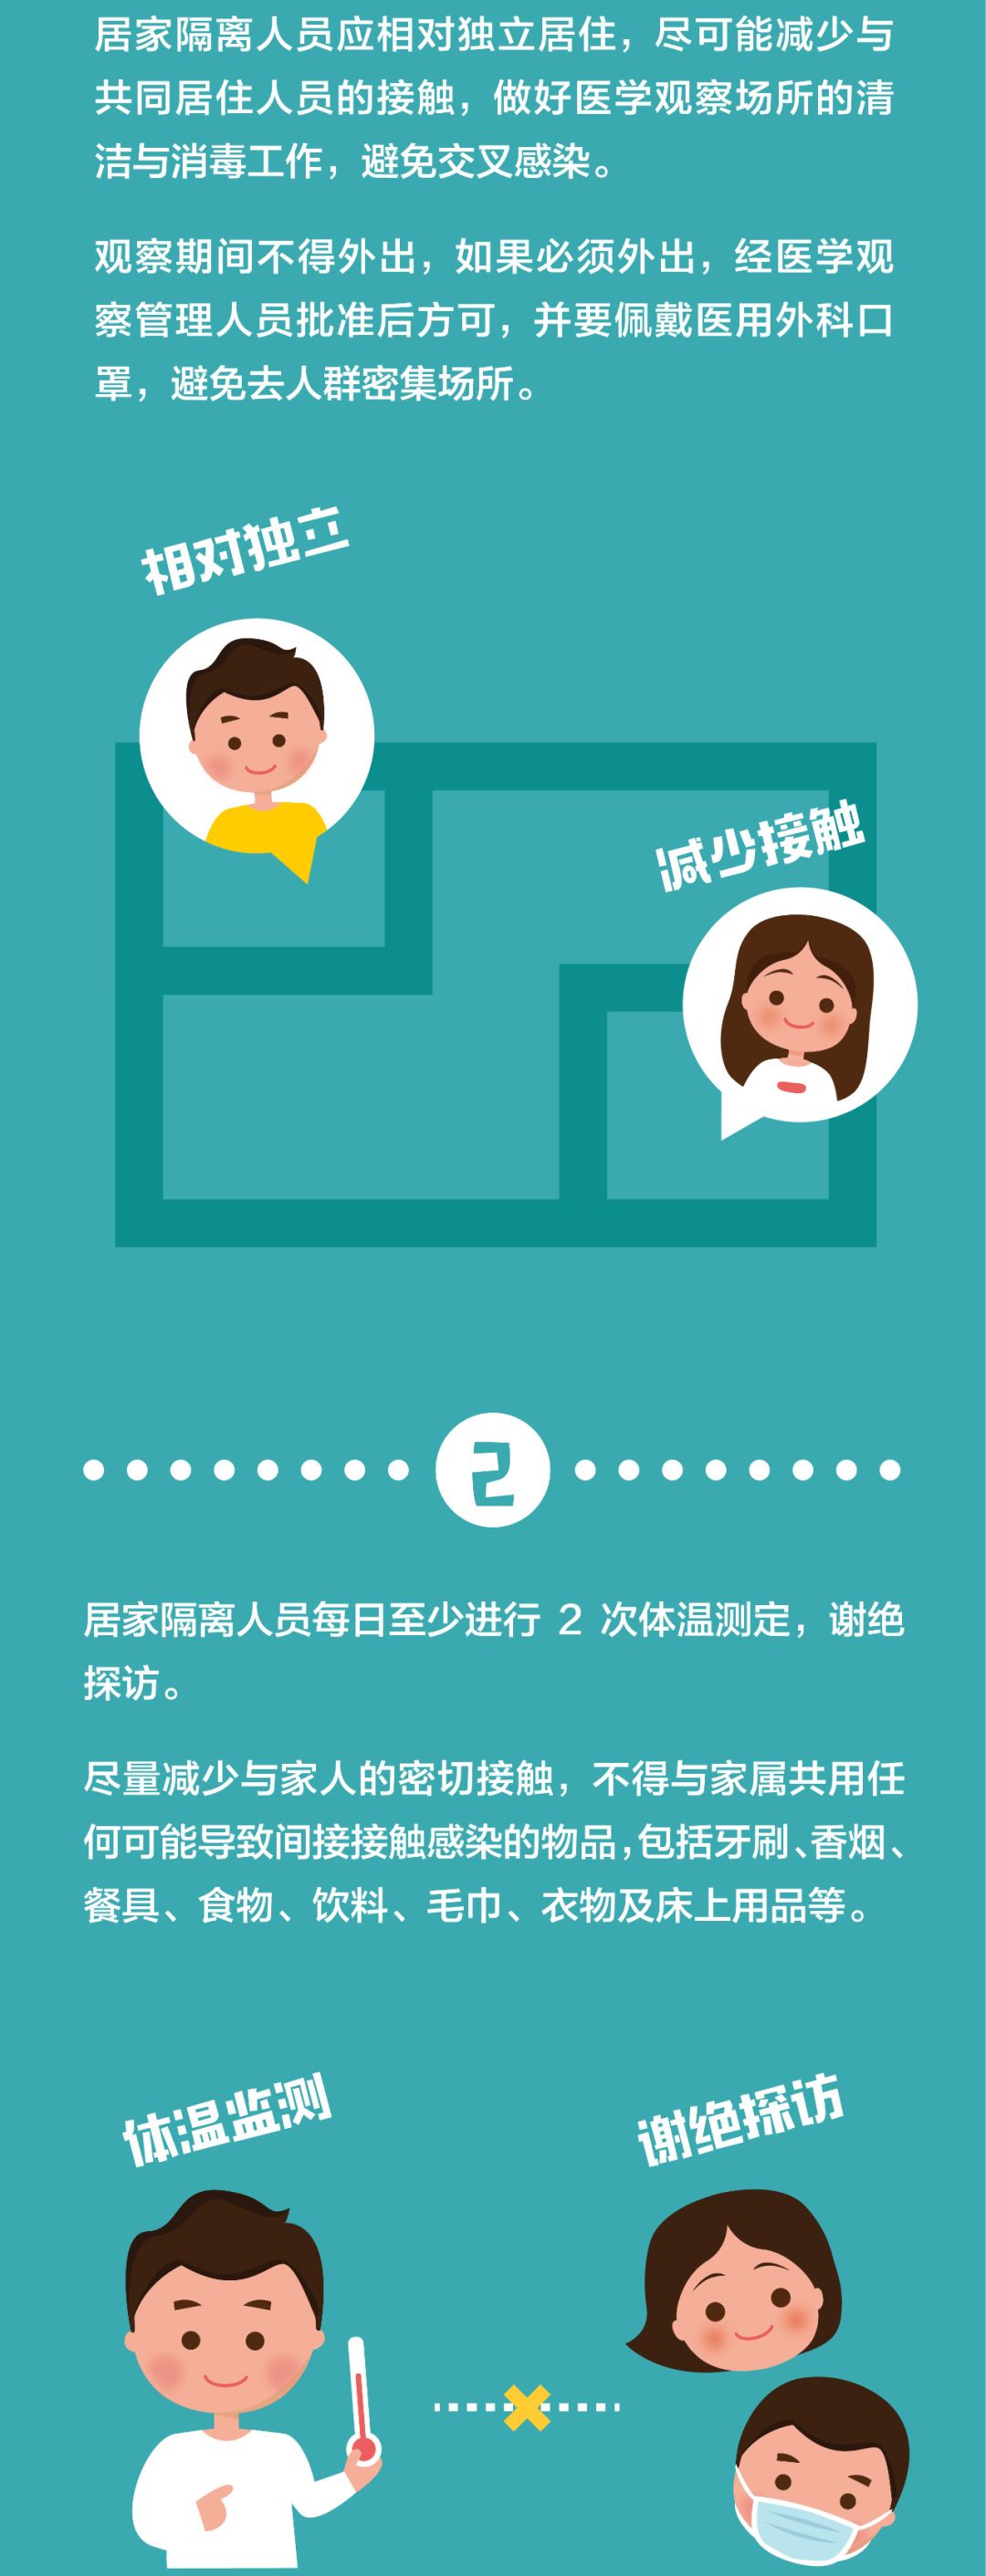 居家隔离人员应相对独立居住，尽可能减少与
共同居住人员的接触，做好医学观察场所的清
洁与消毒工作，避免交叉感染。
观察期间不得外出，如果必须外出，经医学观
察管理人员批准后方可，并要佩戴医用外科口
罩，避免去人群密集场所。
相对独立
减少接触
2
居家隔离人员每日至少进行 2 次体温测定，谢绝
探访。
尽量减少与家人的密切接触，不得与家属共用任
何可能导致间接接触感染的物品，包括牙刷、香烟、
餐具、食物、饮料、毛巾、衣物及床上用品等。
体温监测
谢绝探访